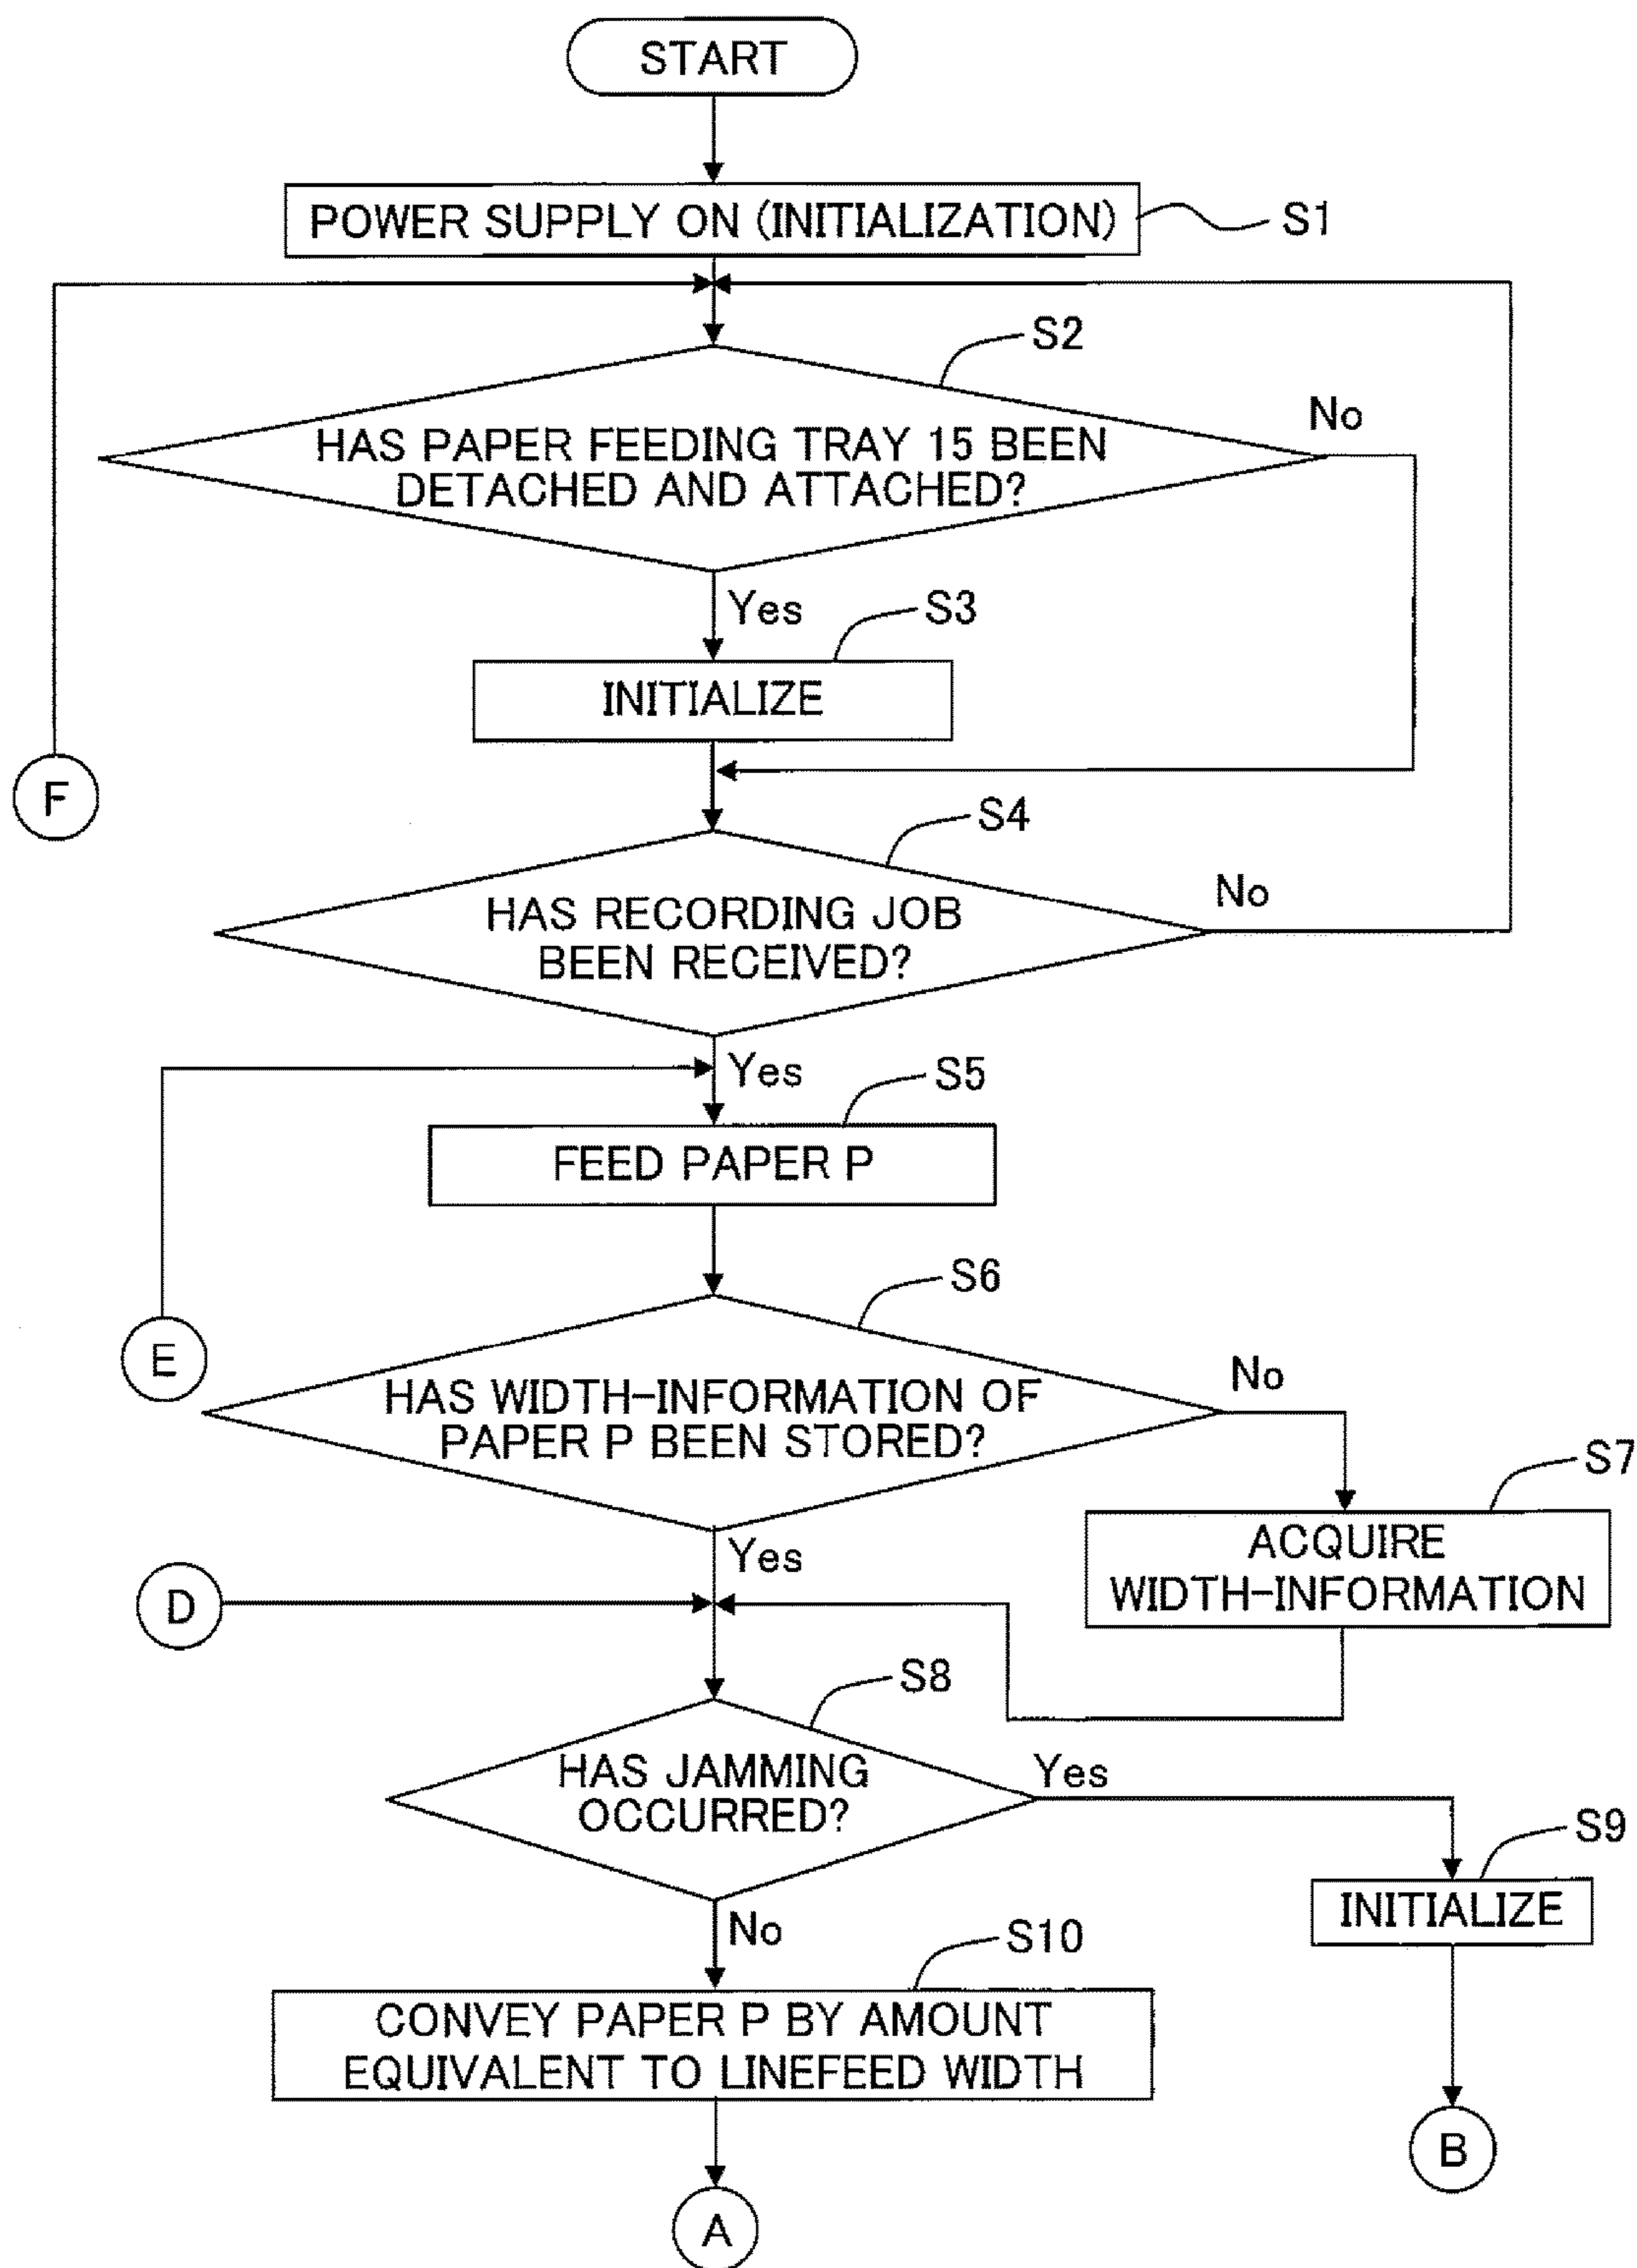 START
POWER SUPPLY ON (INITIALIZATION)
S1
S2
No
HAS PAPER FEEDING TRAY 15 BEEN
DETACHED AND ATTACHED?
Yes
S3
INITIALIZE
F
S4
No
HAS RECORDING JOB
BEEN RECEIVED?
Yes
S5
FEED PAPER P
S6
E
No
HAS WIDTH-INFORMATION OF
PAPER P BEEN STORED?
S7
Yes
ACQUIRE
WIDTH-INFORMATION
D
S8
HAS JAMMING
OCCURRED?
Yes
S9
INITIALIZE
No
S10
CONVEY PAPER P BY AMOUNT
EQUIVALENT TO LINEFEED WIDTH
B
A